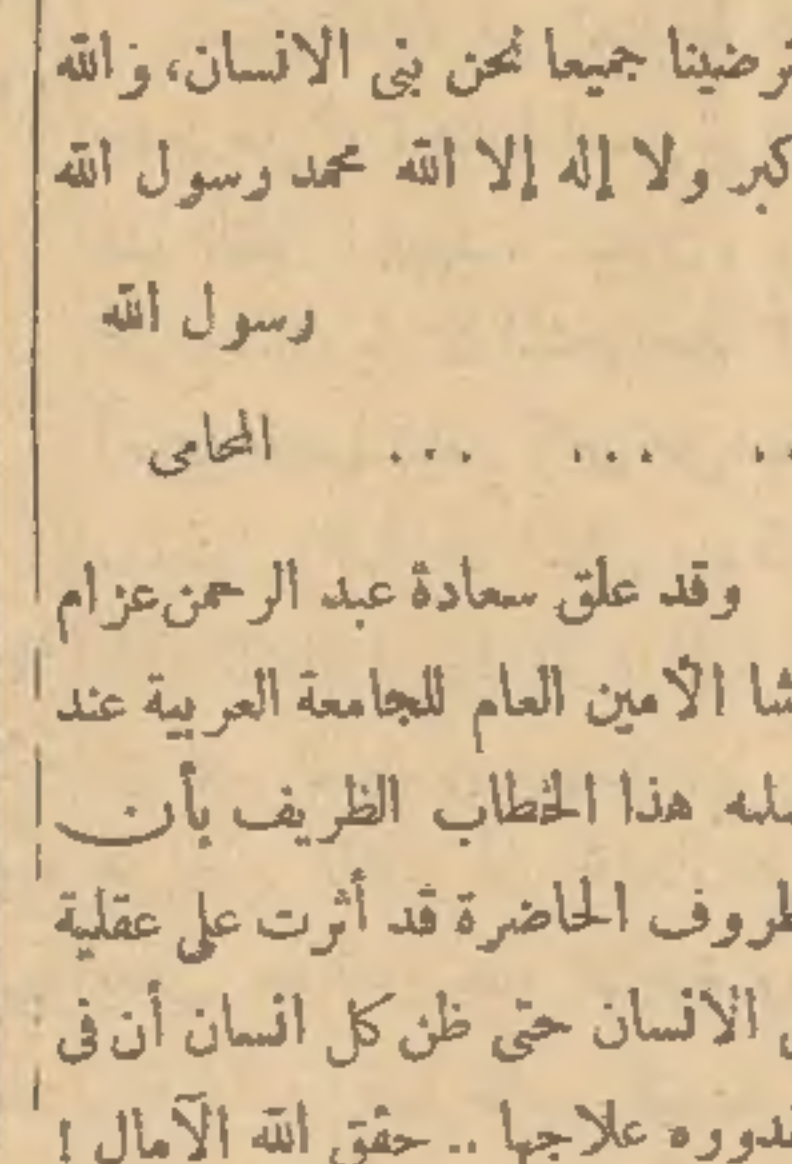 ترضينا جميعا نحن بنى الانسان، والله
كبر ولا إله إلا الله محمد رسول الله
رسول الله
.. ... ... المحامى
وقد علق سعادة عبد الرحمن عزام
شا الأمين العام للجامعة العربية عند
سلمه هذا الخطاب الظريف بأن
ظروف الحاضرة قد أثرت على عقلية
الانسان حتى ظن كل انسان أن فى
قدوره علاجها .. حقق الله الآمال !